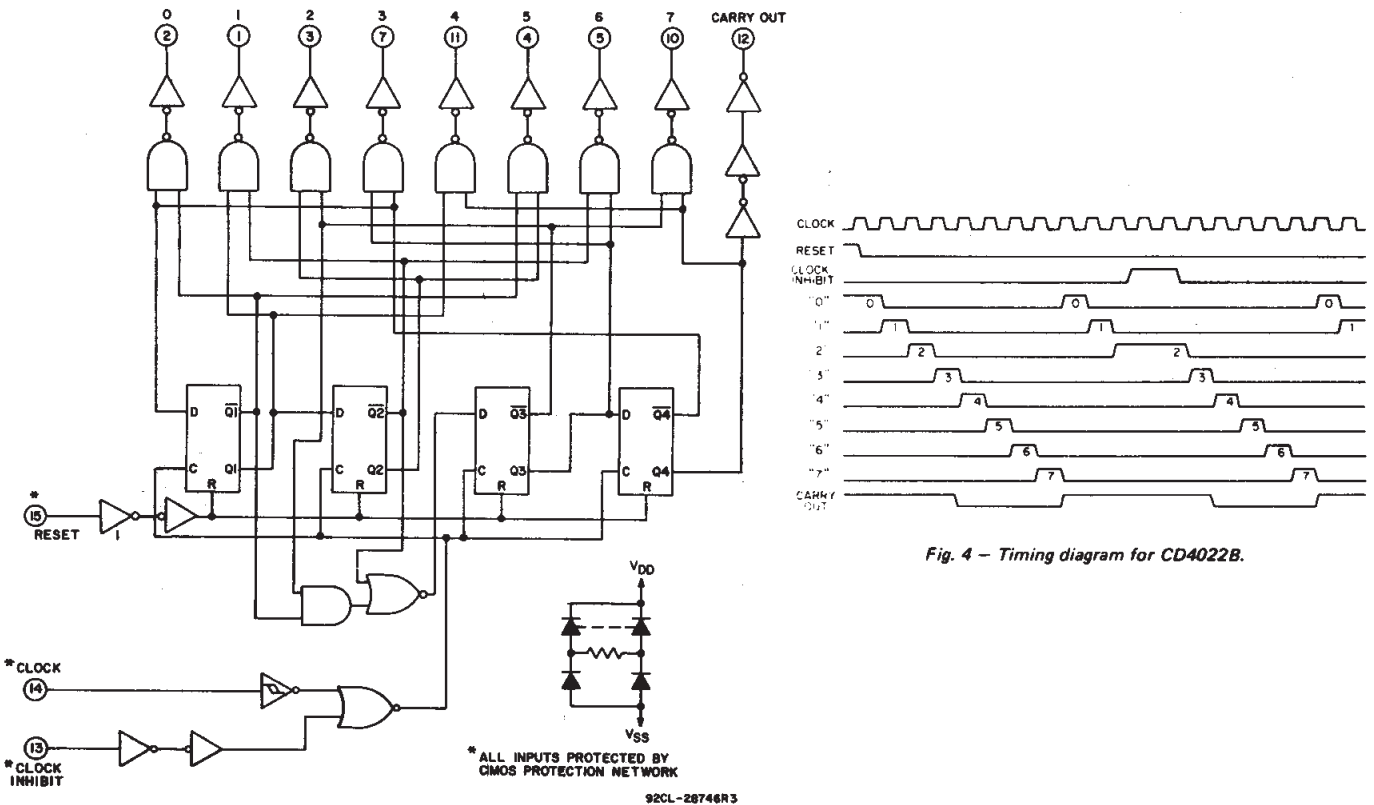 0 1 2 3 4 5 6 7 CARRY OUT
2 1 3 7 11 4 5 10 12
D Q1 D Q2 D Q3 D Q4
C Q1 C Q2 C Q3 C Q4
R R R R
*
15
RESET
1
*CLOCK
14
13
*CLOCK
INHIBIT
VDD
VSS
*ALL INPUTS PROTECTED BY
CMOS PROTECTION NETWORK
92CL-28746R3
CLOCK
RESET
CLOCK
INHIBIT
"0" 0 0 0
"1" 1 1 1
"2" 2 2
"3" 3 3
"4" 4 4
"5" 5 5
"6" 6 6
"7" 7 7
CARRY
OUT
Fig. 4 – Timing diagram for CD4022B.